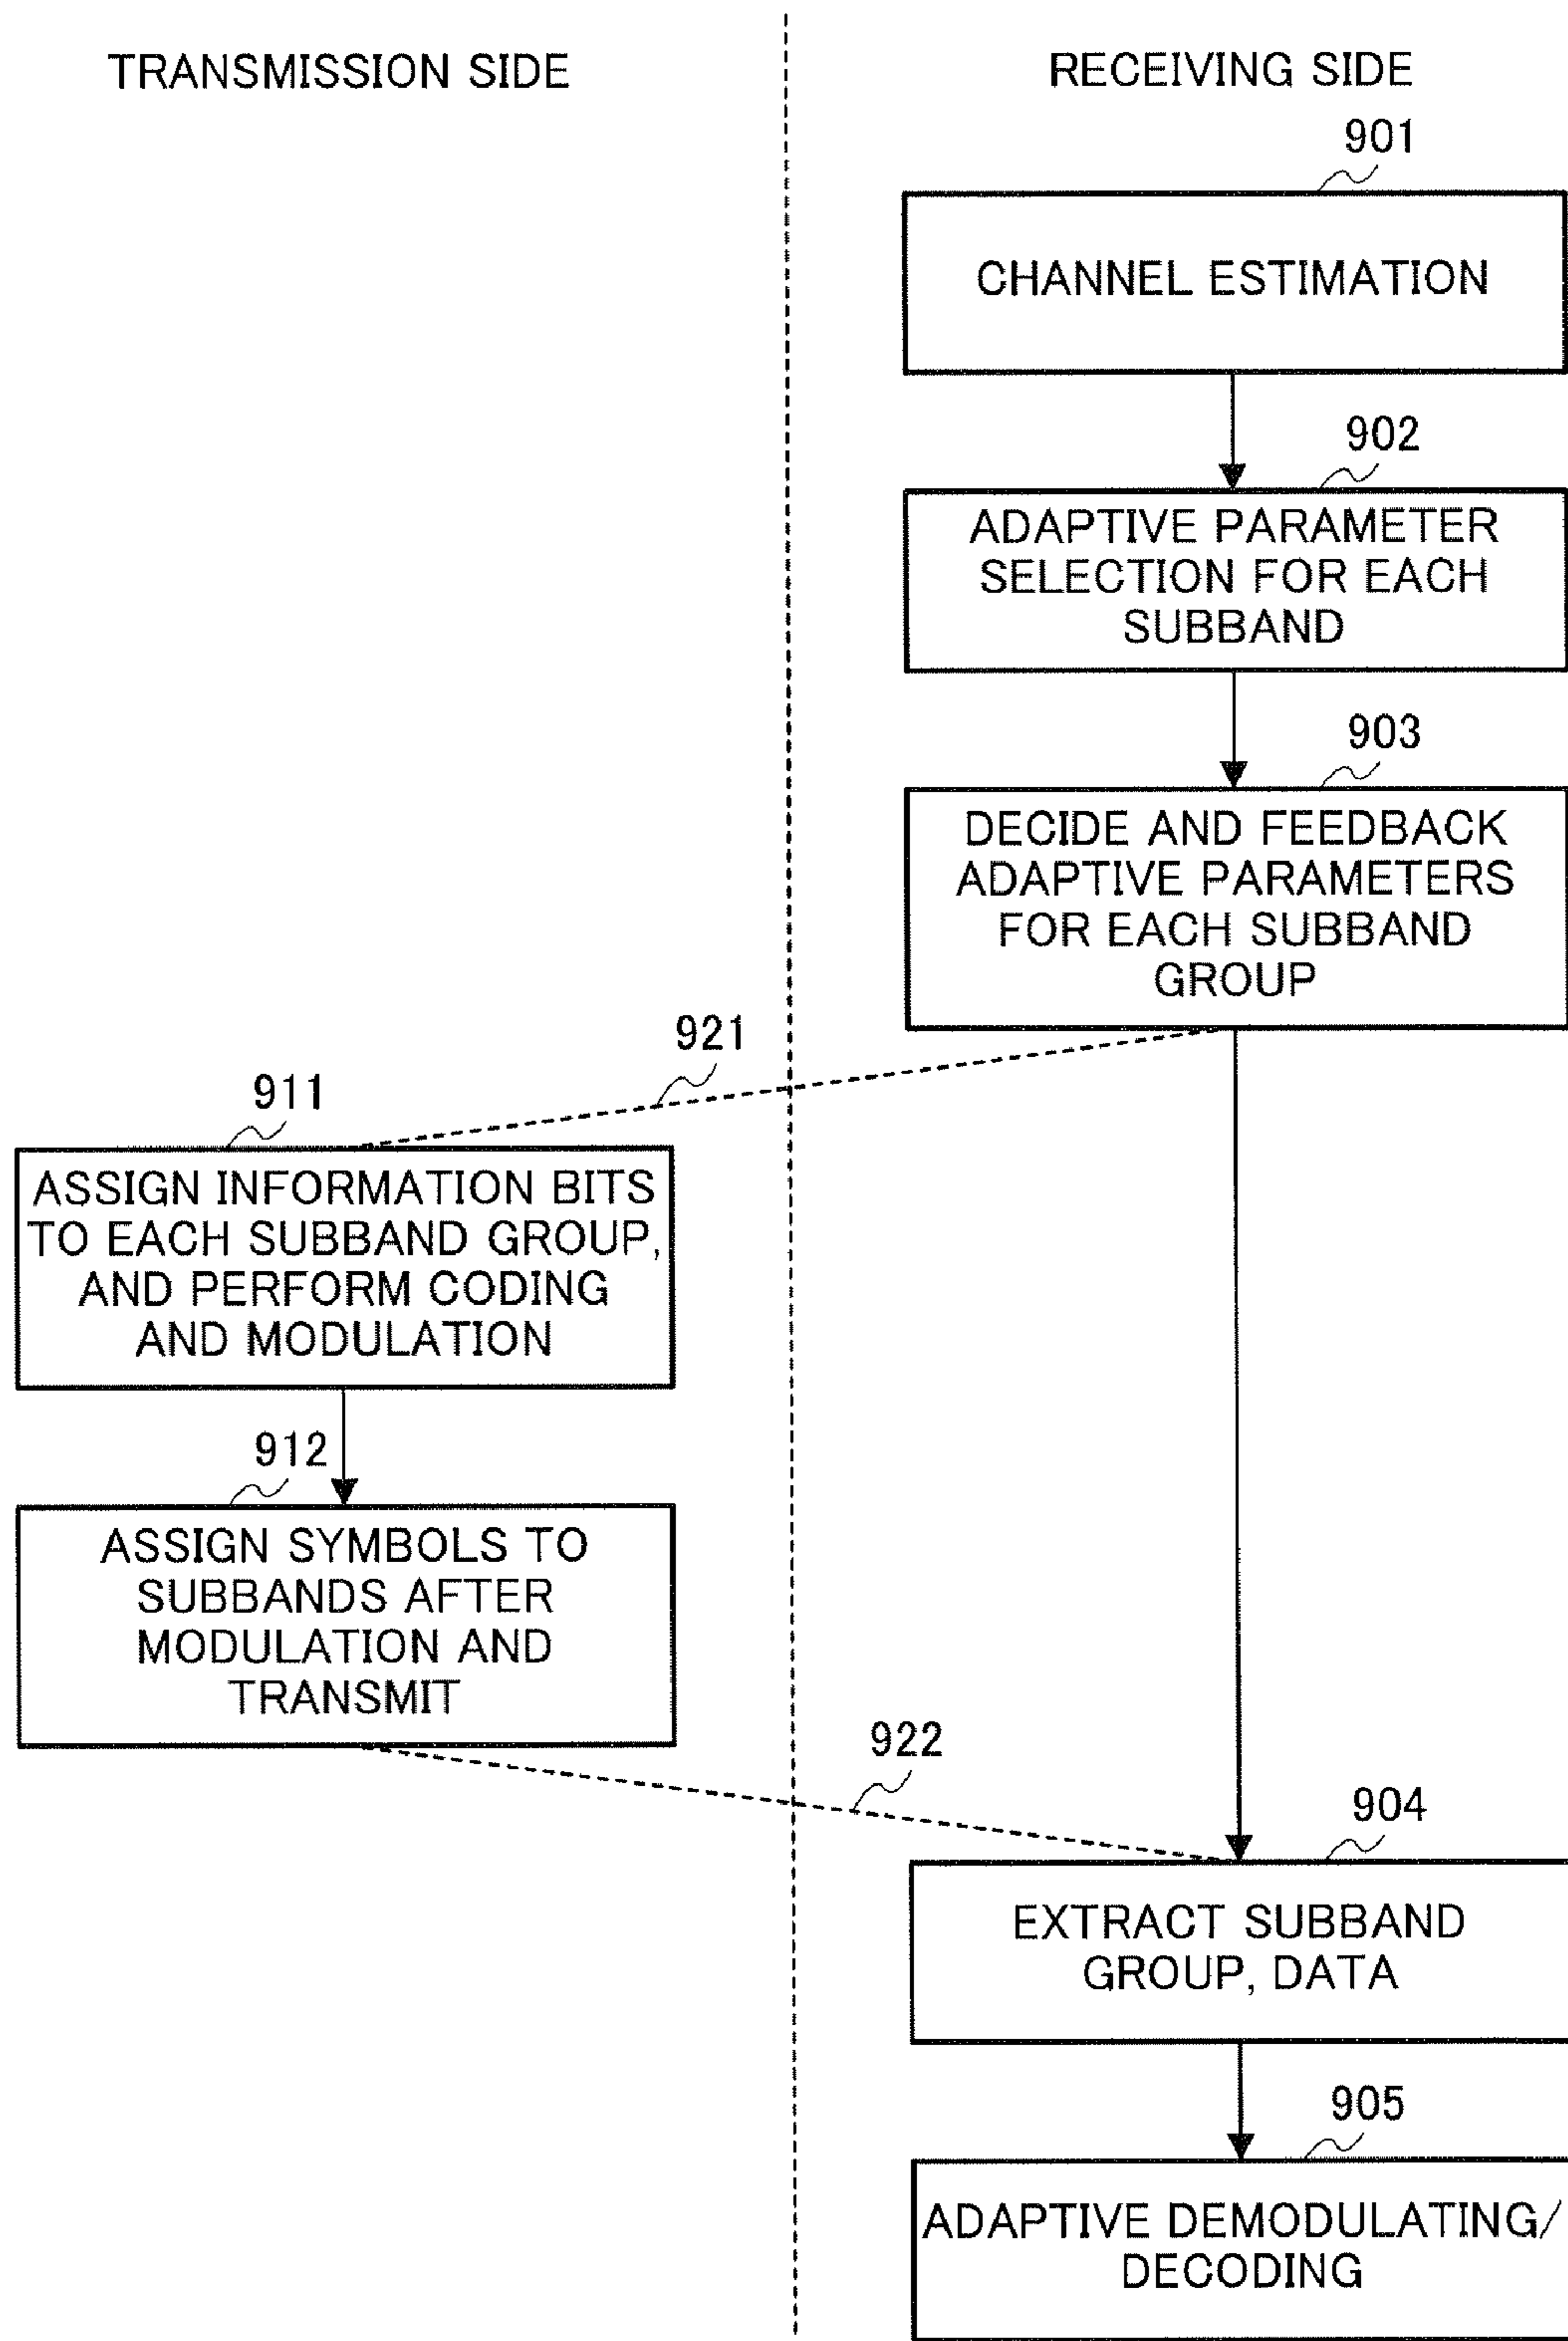 TRANSMISSION SIDE
RECEIVING SIDE
901
CHANNEL ESTIMATION
902
ADAPTIVE PARAMETER
SELECTION FOR EACH
SUBBAND
903
DECIDE AND FEEDBACK
ADAPTIVE PARAMETERS
FOR EACH SUBBAND
GROUP
921
911
ASSIGN INFORMATION BITS
TO EACH SUBBAND GROUP,
AND PERFORM CODING
AND MODULATION
912
ASSIGN SYMBOLS TO
SUBBANDS AFTER
MODULATION AND
TRANSMIT
922
904
EXTRACT SUBBAND
GROUP, DATA
905
ADAPTIVE DEMODULATING/
DECODING